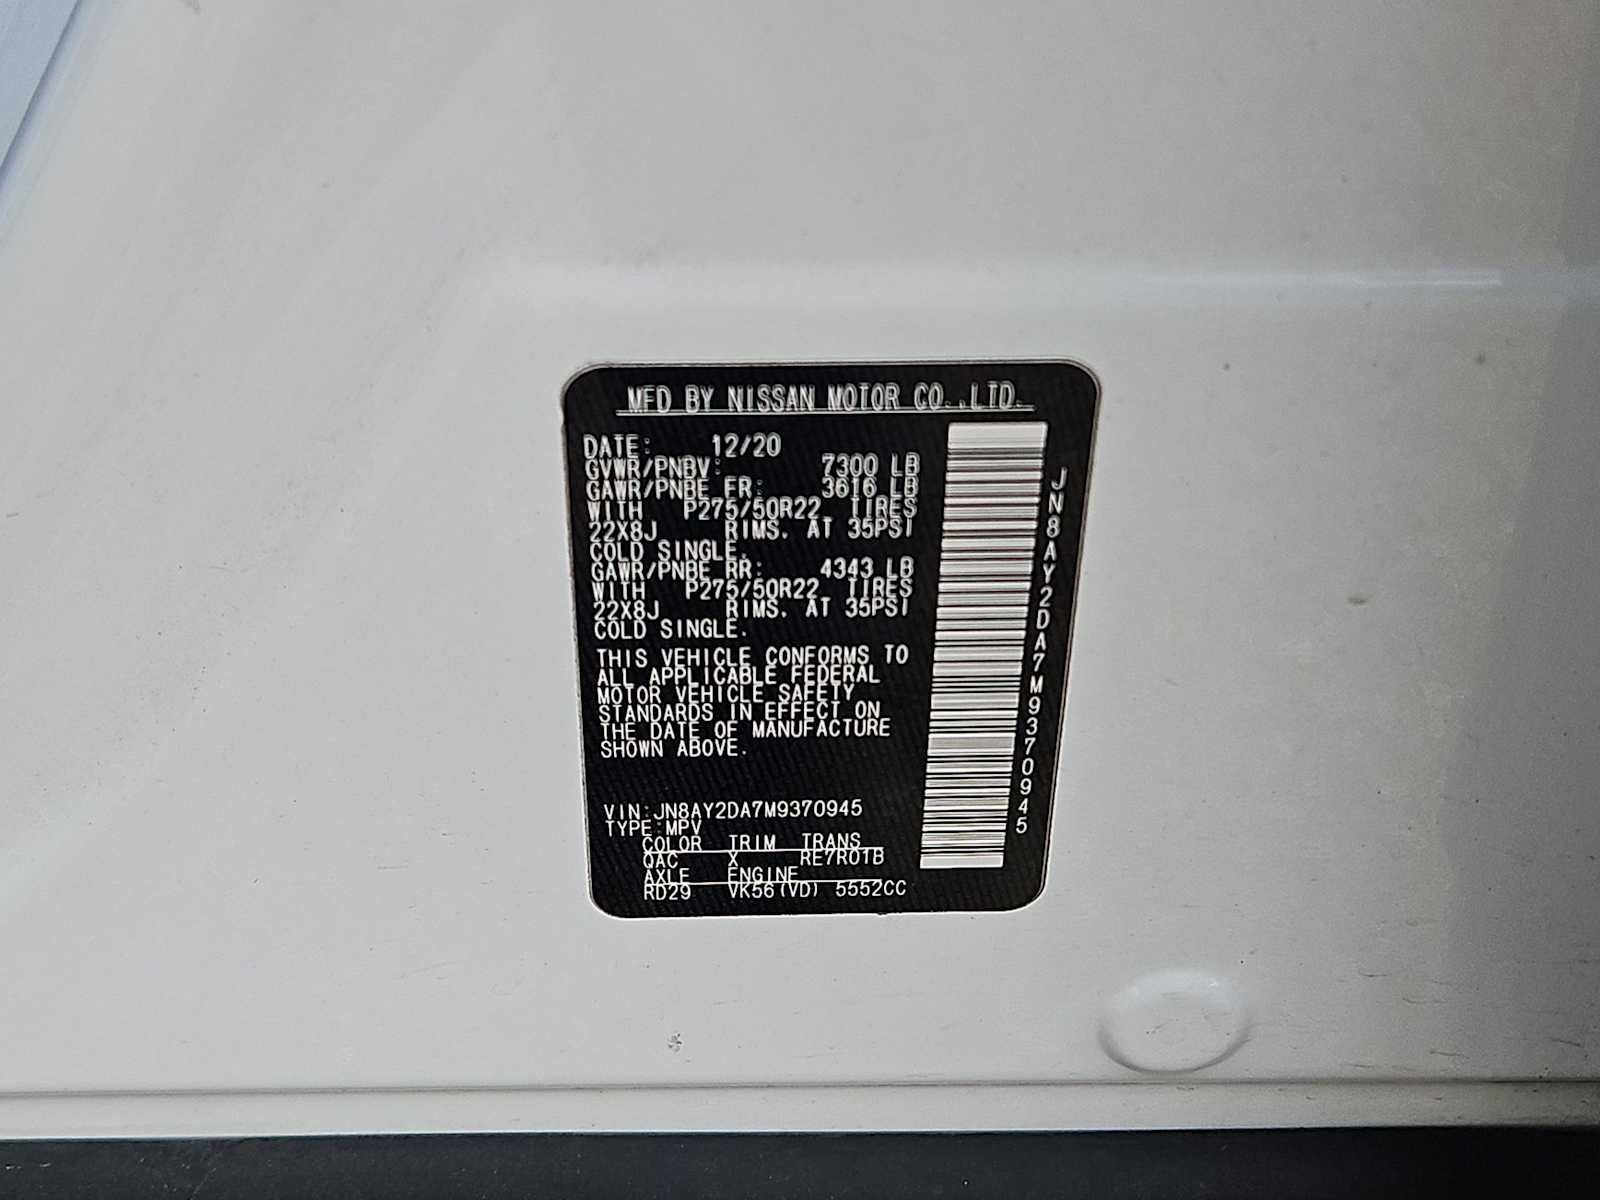 MFD BY NISSAN MOTOR CO.,LTD.
DATE: 12/20
GVWR/PNBV: 7300 LB
GAWR/PNBE FR: 3616 LB
WITH P275/50R22 TIRES
22X8J RIMS. AT 35PSI
COLD SINGLE.
GAWR/PNBE RR: 4343 LB
WITH P275/50R22 TIRES
22X8J RIMS. AT 35PSI
COLD SINGLE.
THIS VEHICLE CONFORMS TO
ALL APPLICABLE FEDERAL
MOTOR VEHICLE SAFETY
STANDARDS IN EFFECT ON
THE DATE OF MANUFACTURE
SHOWN ABOVE.
VIN:JN8AY2DA7M9370945
TYPE:MPV
COLOR TRIM TRANS
QAC X RE7R01B
AXLE ENGINE
RD29 VK56(VD) 5552CC
JN8AY2DA7M9370945